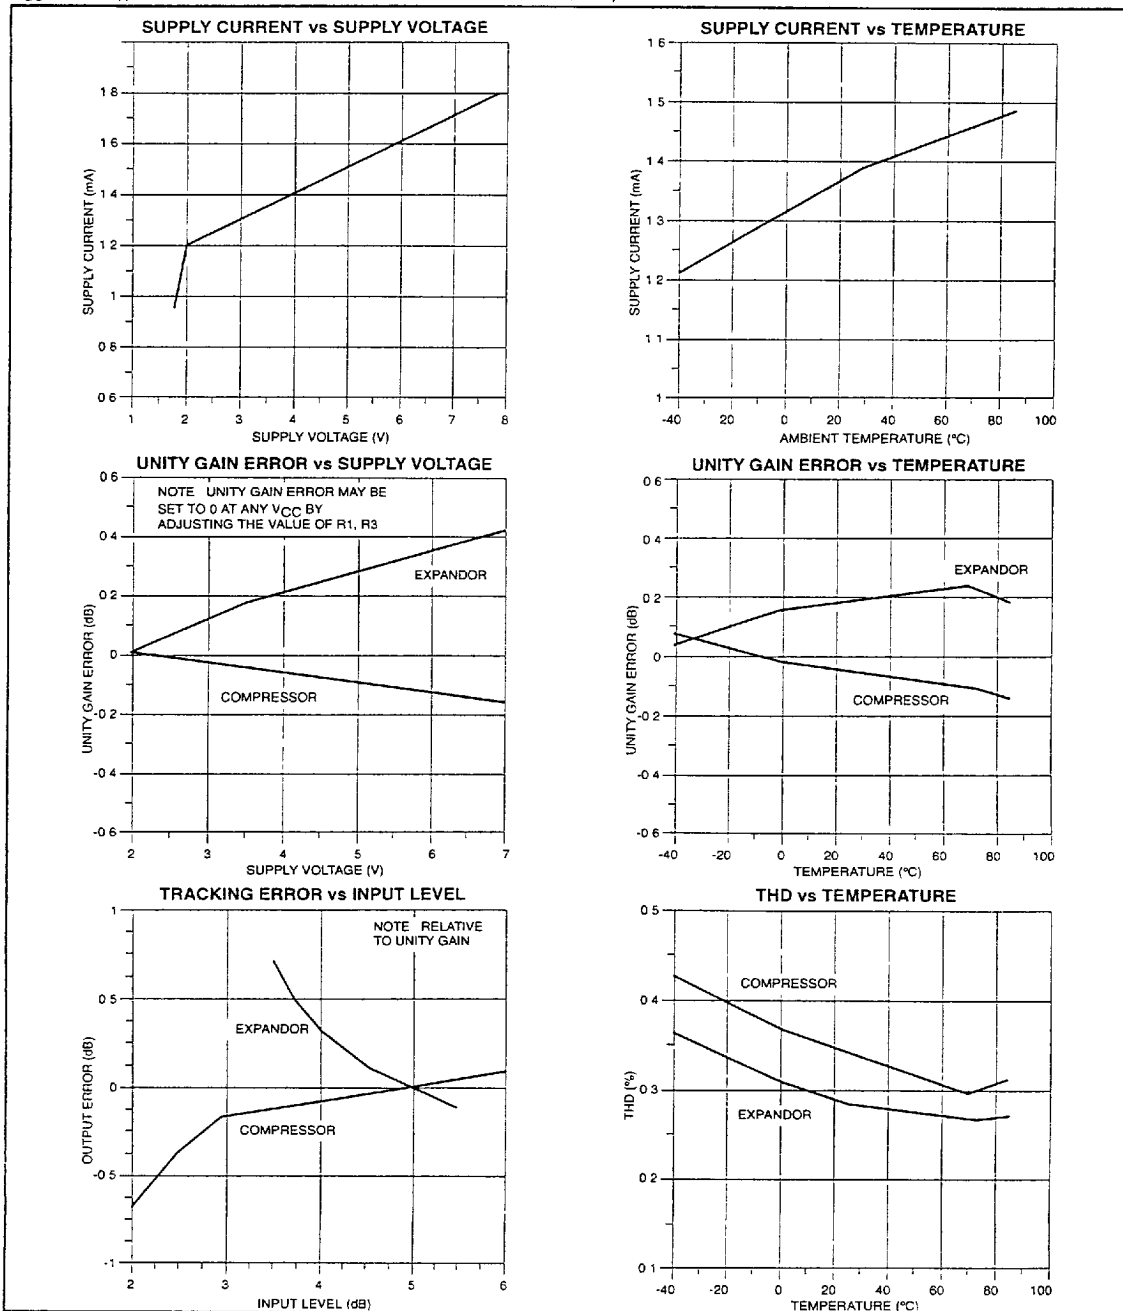 SUPPLY CURRENT vs SUPPLY VOLTAGE
1 8
1 6
1 4
1 2
1
0 8
0 6
SUPPLY CURRENT (mA)
1 2 3 4 5 6 7 8
SUPPLY VOLTAGE (V)
SUPPLY CURRENT vs TEMPERATURE
1 6
1 5
1 4
1 3
1 2
1 1
1
SUPPLY CURRENT (mA)
-40 20 0 20 40 60 80 100
AMBIENT TEMPERATURE (°C)
UNITY GAIN ERROR vs SUPPLY VOLTAGE
NOTE UNITY GAIN ERROR MAY BE
SET TO 0 AT ANY VCC BY
ADJUSTING THE VALUE OF R1, R3
0 6
0 4
0 2
0
-0 2
-0 4
-0 6
UNITY GAIN ERROR (dB)
EXPANDOR
COMPRESSOR
2 3 4 5 6 7
SUPPLY VOLTAGE (V)
UNITY GAIN ERROR vs TEMPERATURE
0 6
0 4
0 2
0
-0 2
-0 4
-0 6
UNITY GAIN ERROR (dB)
EXPANDOR
COMPRESSOR
-40 -20 0 20 40 60 80 100
TEMPERATURE (°C)
TRACKING ERROR vs INPUT LEVEL
NOTE RELATIVE
TO UNITY GAIN
1
0 5
0
-0 5
-1
OUTPUT ERROR (dB)
EXPANDOR
COMPRESSOR
2 3 4 5 6
INPUT LEVEL (dB)
THD vs TEMPERATURE
0 5
0 4
0 3
0 2
0 1
THD (%)
COMPRESSOR
EXPANDOR
-40 -20 0 20 40 60 80 100
TEMPERATURE (°C)